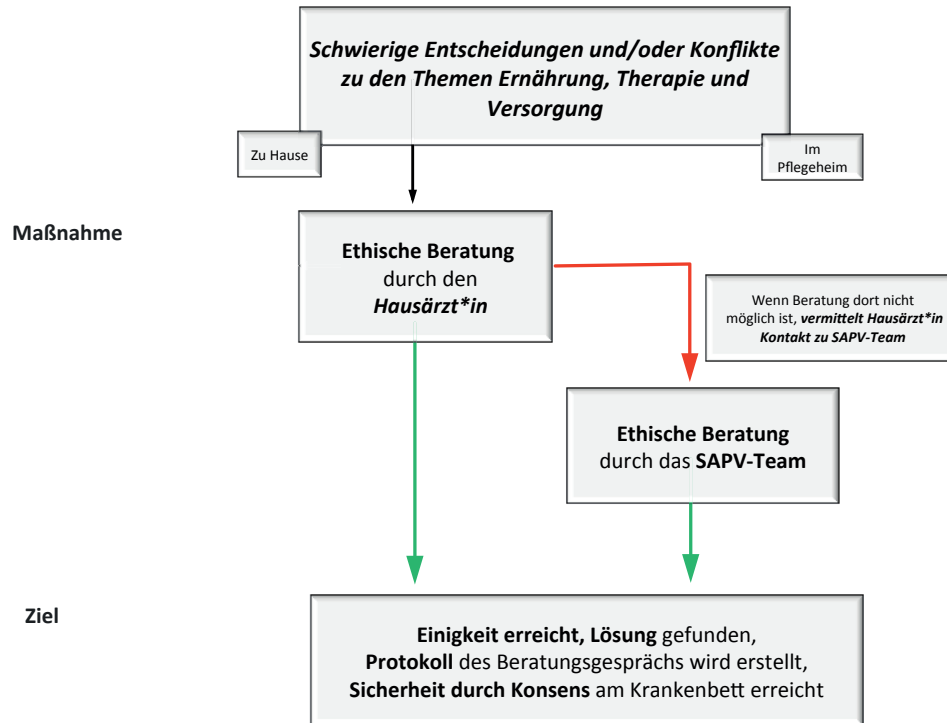 Schwierige Entscheidungen und/oder Konflikte
zu den Themen Ernährung, Therapie und
Versorgung
Zu Hause
Im
Pflegeheim
Maßnahme
Ethische Beratung
durch den
Hausärzt*in
Wenn Beratung dort nicht
möglich ist, vermittelt Hausärzt*in
Kontakt zu SAPV-Team
Ethische Beratung
durch das SAPV-Team
Ziel
Einigkeit erreicht, Lösung gefunden,
Protokoll des Beratungsgesprächs wird erstellt,
Sicherheit durch Konsens am Krankenbett erreicht